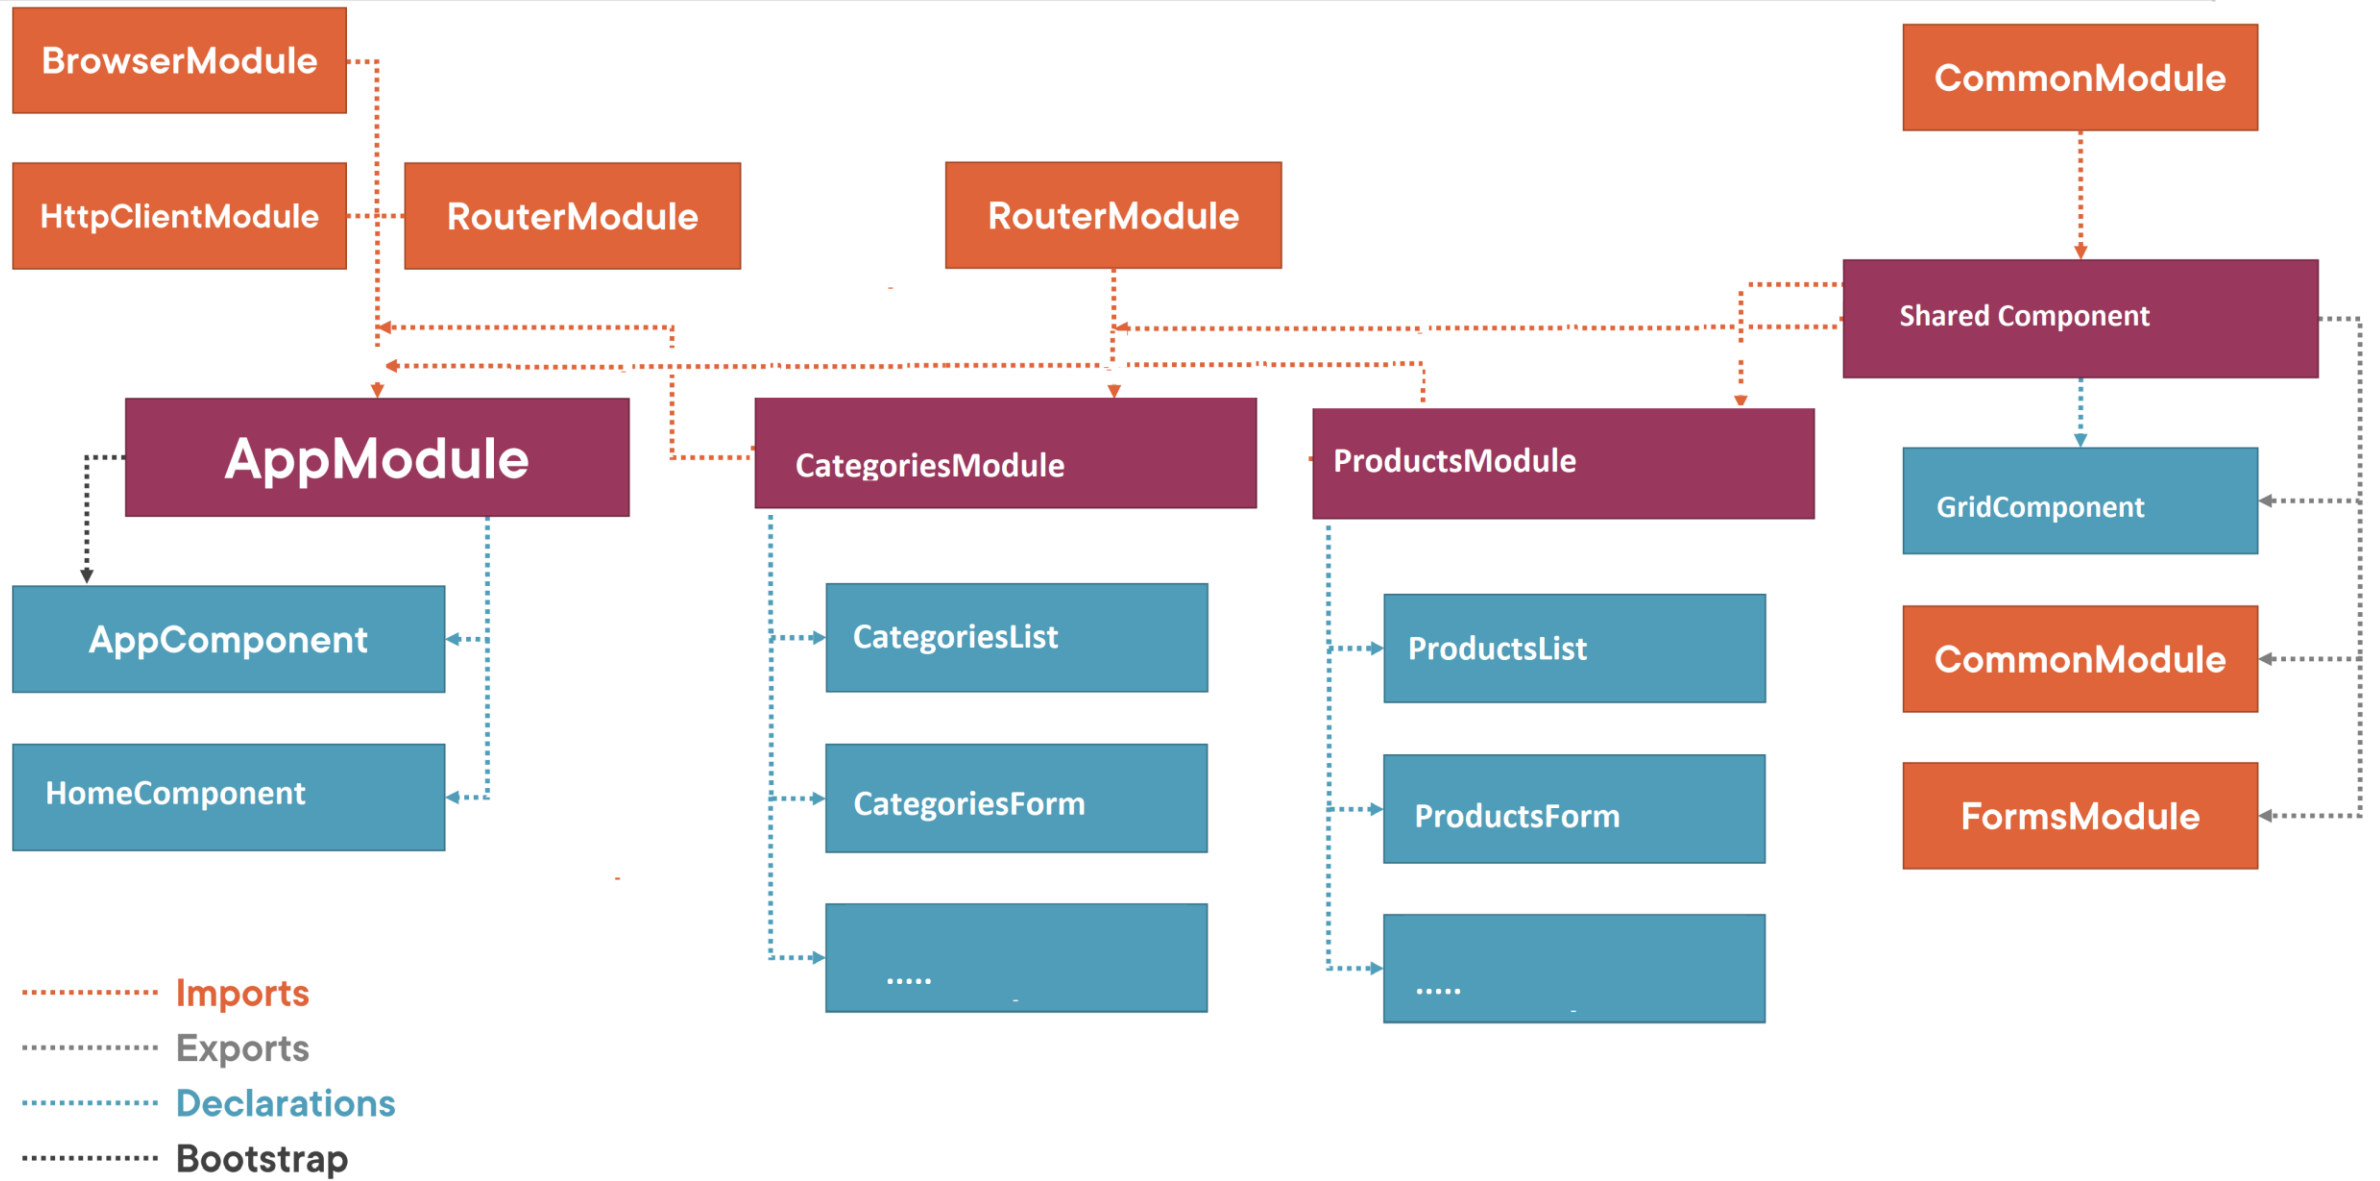 BrowserModule
CommonModule
HttpClientModule
RouterModule
RouterModule
Shared Component
AppModule
CategoriesModule
ProductsModule
GridComponent
AppComponent
CategoriesList
ProductsList
CommonModule
HomeComponent
CategoriesForm
ProductsForm
FormsModule
.....
.....
Imports
Exports
Declarations
Bootstrap